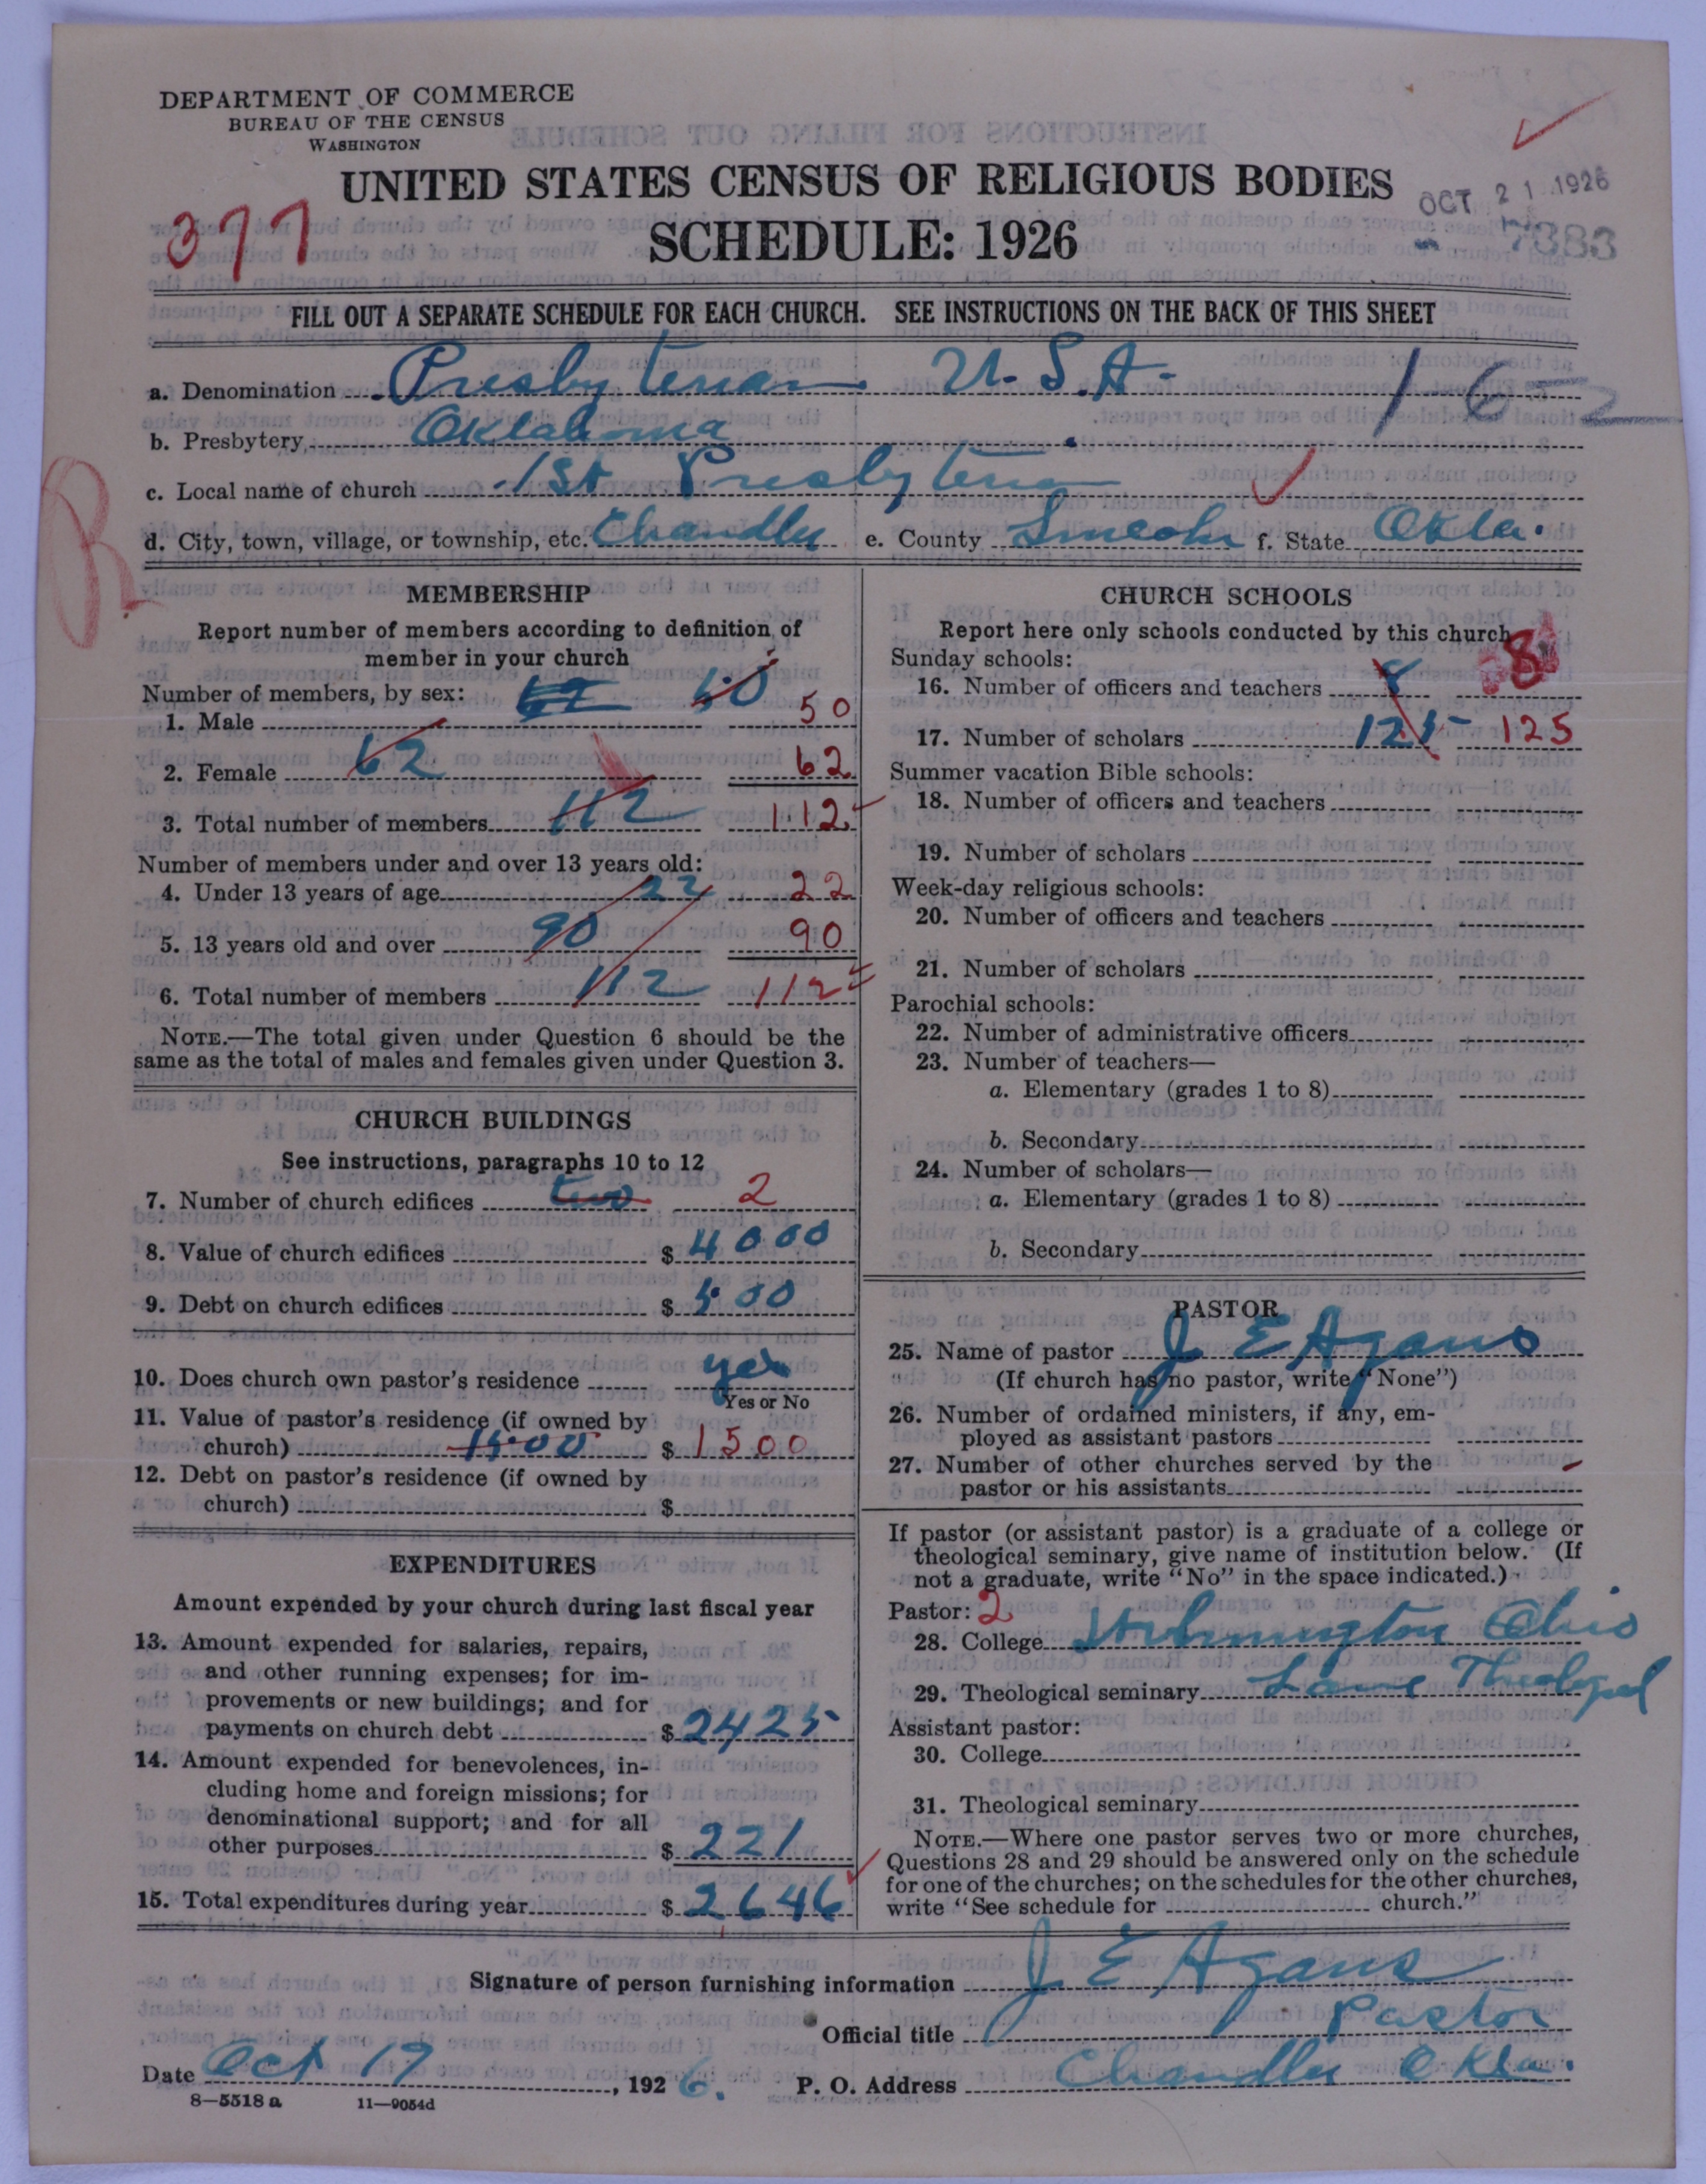 DEPARTMENT OF COMMERCE
BUREAU OF THE CENSUS
WASHINGTON
UNITED STATES CENSUS OF RELIGIOUS BODIES
SCHEDULE: 1926
377
OCT 21 1926
7383
FILL OUT A SEPARATE SCHEDULE FOR EACH CHURCH. SEE INSTRUCTIONS ON THE BACK OF THIS SHEET
a. Denomination Presbyterian U.S.A. 1-62
b. Presbytery Oklahoma
c. Local name of church 1st Presbyterian
d. City, town, village, or township, etc. Chandler e. County Lincoln f. State Okla.
R
MEMBERSHIP
Report number of members according to definition of
member in your church
Number of members, by sex: 62 50
1. Male 50
2. Female 62 62
3. Total number of members 112 112
Number of members under and over 13 years old:
4. Under 13 years of age 22 22
5. 13 years old and over 90 90
6. Total number of members 112 112
NOTE.—The total given under Question 6 should be the
same as the total of males and females given under Question 3.
CHURCH BUILDINGS
See instructions, paragraphs 10 to 12
7. Number of church edifices two 2
8. Value of church edifices $ 4000
9. Debt on church edifices $ 500
10. Does church own pastor's residence yes
Yes or No
11. Value of pastor's residence (if owned by
church) 1500 $ 1500
12. Debt on pastor's residence (if owned by
church) $
EXPENDITURES
Amount expended by your church during last fiscal year
13. Amount expended for salaries, repairs,
and other running expenses; for im-
provements or new buildings; and for
payments on church debt $ 2425
14. Amount expended for benevolences, in-
cluding home and foreign missions; for
denominational support; and for all
other purposes $ 221
15. Total expenditures during year $ 2646
CHURCH SCHOOLS
Report here only schools conducted by this church
Sunday schools:
16. Number of officers and teachers 8 8
17. Number of scholars 125 125
Summer vacation Bible schools:
18. Number of officers and teachers
19. Number of scholars
Week-day religious schools:
20. Number of officers and teachers
21. Number of scholars
Parochial schools:
22. Number of administrative officers
23. Number of teachers—
a. Elementary (grades 1 to 8)
b. Secondary
24. Number of scholars—
a. Elementary (grades 1 to 8)
b. Secondary
PASTOR
25. Name of pastor J E Agans
(If church has no pastor, write "None")
26. Number of ordained ministers, if any, em-
ployed as assistant pastors
27. Number of other churches served by the
pastor or his assistants
If pastor (or assistant pastor) is a graduate of a college or
theological seminary, give name of institution below. (If
not a graduate, write "No" in the space indicated.)
Pastor: 2
28. College Wilmington Ohio
29. Theological seminary Lane Theological
Assistant pastor:
30. College
31. Theological seminary
NOTE.—Where one pastor serves two or more churches,
Questions 28 and 29 should be answered only on the schedule
for one of the churches; on the schedules for the other churches,
write "See schedule for church."
Signature of person furnishing information J E Agans
Official title Pastor
Date Oct 19, 1926. P. O. Address Chandler Okla.
8—5518 a 11—9054d